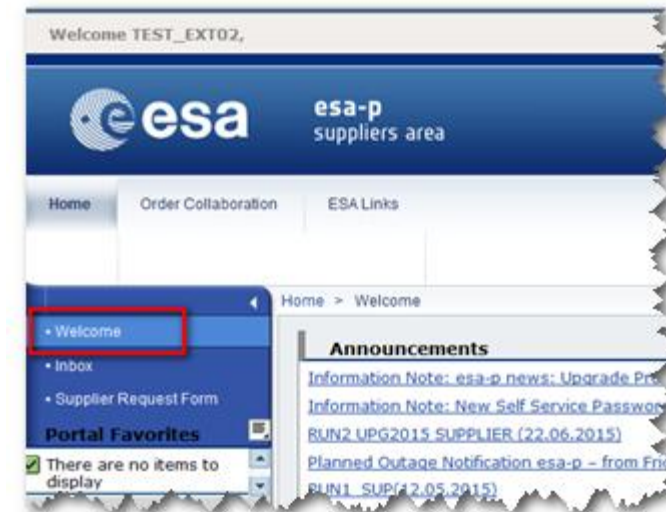 Welcome TEST_EXT02,
esa
esa-p
suppliers area
Home Order Collaboration ESA Links
Home > Welcome
• Welcome
• Inbox
• Supplier Request Form
Portal Favorites
There are no items to
display
Announcements
Information Note: esa-p news: Upgrade
Information Note: New Self Service
RUN2 UPG2015 SUPPLIER (22.06.2015)
Planned Outage Notification esa-p – from
RUN1_SUP(12.05.2015)